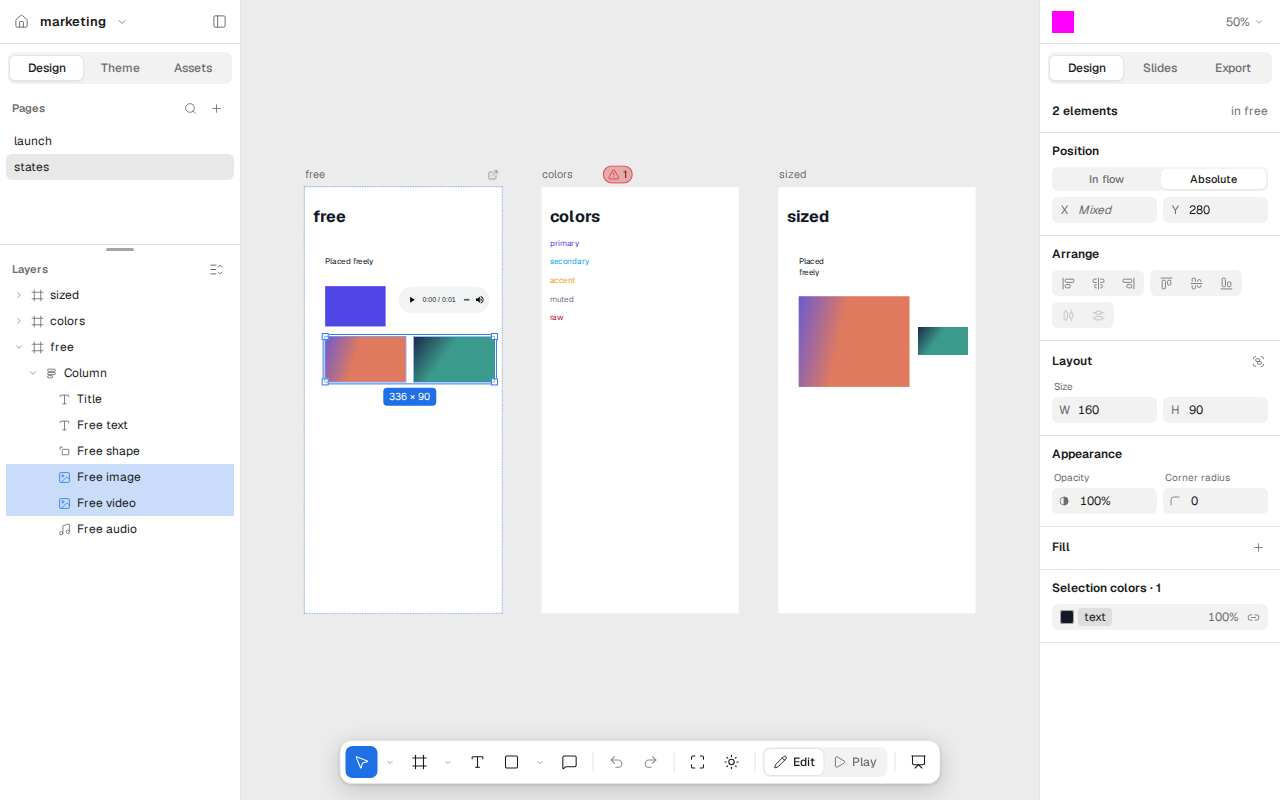 marketing
Design
Theme
Assets
Pages
launch
states
Layers
sized
colors
free
Column
Title
Free text
Free shape
Free image
Free video
Free audio
free
free
Placed freely
0:00 / 0:01
336 × 90
colors
1
colors
primary
secondary
accent
muted
raw
sized
sized
Placed
freely
Edit
Play
50%
Design
Slides
Export
2 elements
in free
Position
In flow
Absolute
X Mixed
Y 280
Arrange
Layout
Size
W 160
H 90
Appearance
Opacity
Corner radius
100%
0
Fill
Selection colors · 1
text
100%